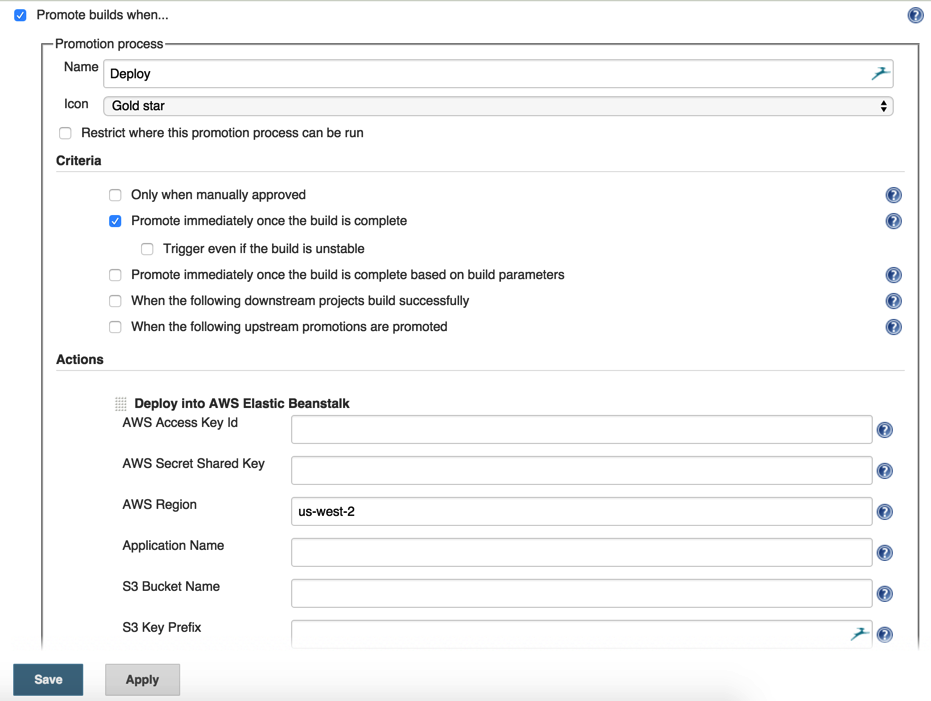 Promote builds when...
Promotion process
Name Deploy
Icon Gold star
Restrict where this promotion process can be run
Criteria
Only when manually approved
Promote immediately once the build is complete
Trigger even if the build is unstable
Promote immediately once the build is complete based on build parameters
When the following downstream projects build successfully
When the following upstream promotions are promoted
Actions
Deploy into AWS Elastic Beanstalk
AWS Access Key Id
AWS Secret Shared Key
AWS Region us-west-2
Application Name
S3 Bucket Name
S3 Key Prefix
Save Apply